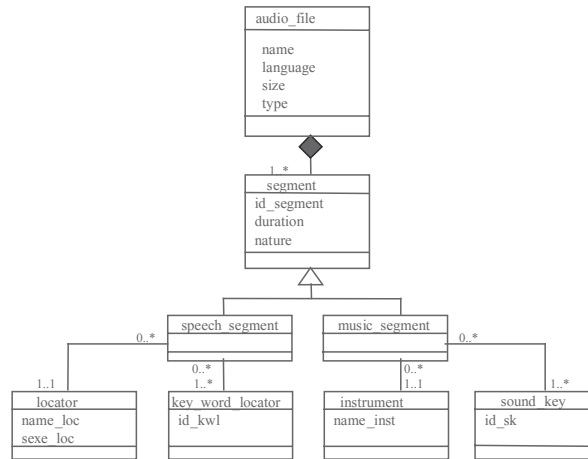 audio_file
name
language
size
type
1..*
segment
id_segment
duration
nature
speech_segment
music_segment
0..*
0..*
0..*
0..*
1..1
1..*
1..1
1..*
locator
name_loc
sexe_loc
key_word_locator
id_kwl
instrument
name_inst
sound_key
id_sk